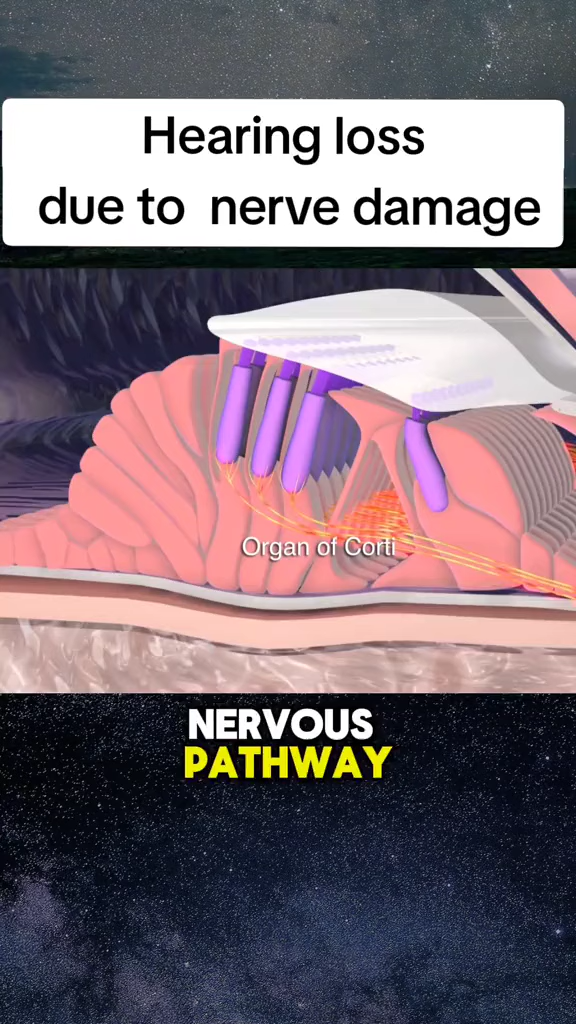 Hearing loss
due to nerve damage
Organ of Corti
NERVOUS
PATHWAY